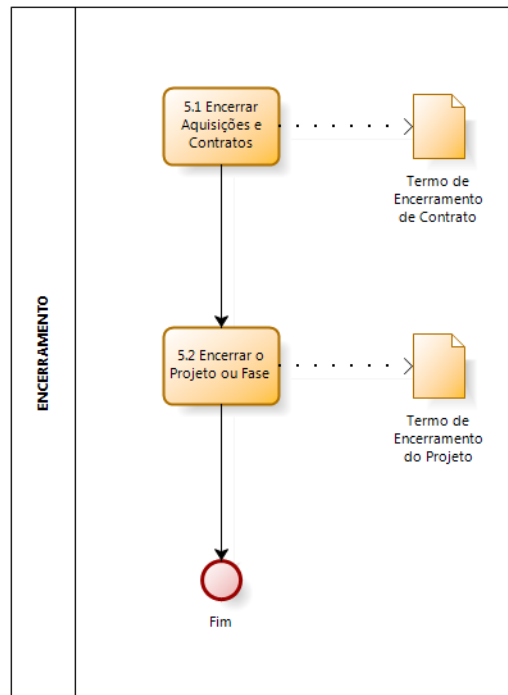 ENCERRAMENTO
5.1 Encerrar
Aquisições e
Contratos
Termo de
Encerramento
de Contrato
5.2 Encerrar o
Projeto ou Fase
Termo de
Encerramento
do Projeto
Fim